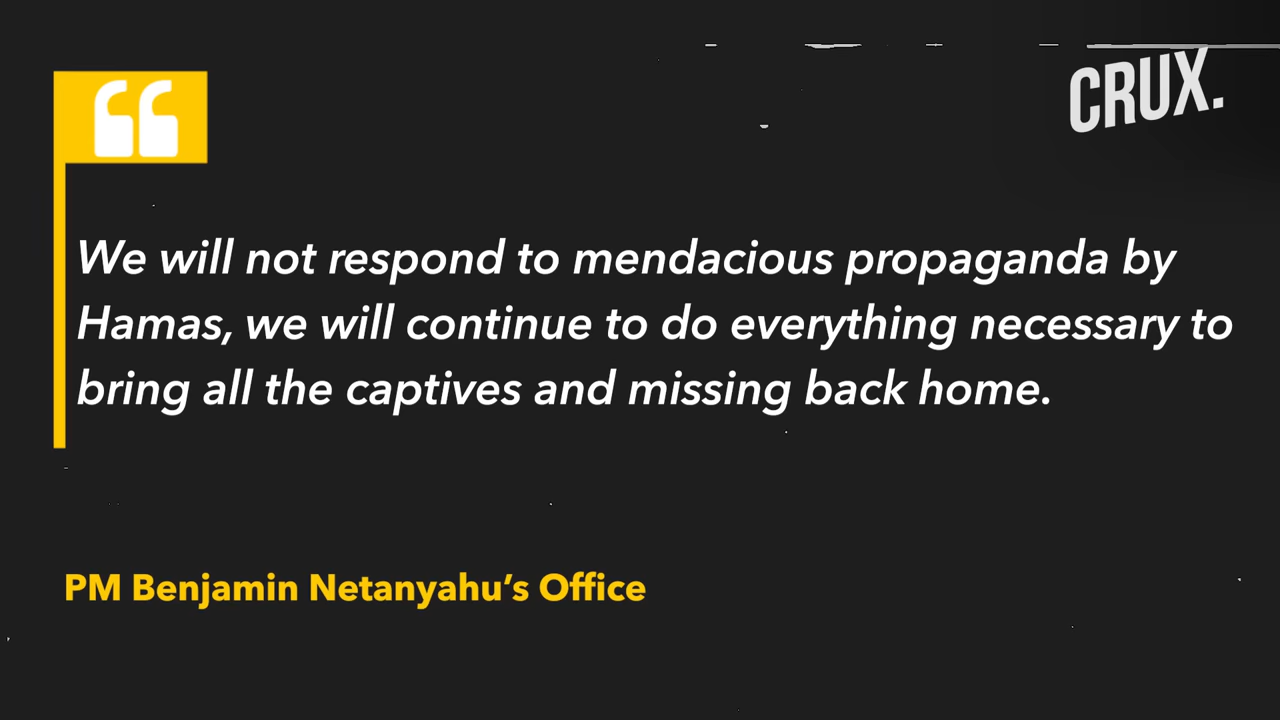 CRUX.
We will not respond to mendacious propaganda by
Hamas, we will continue to do everything necessary to
bring all the captives and missing back home.
PM Benjamin Netanyahu’s Office